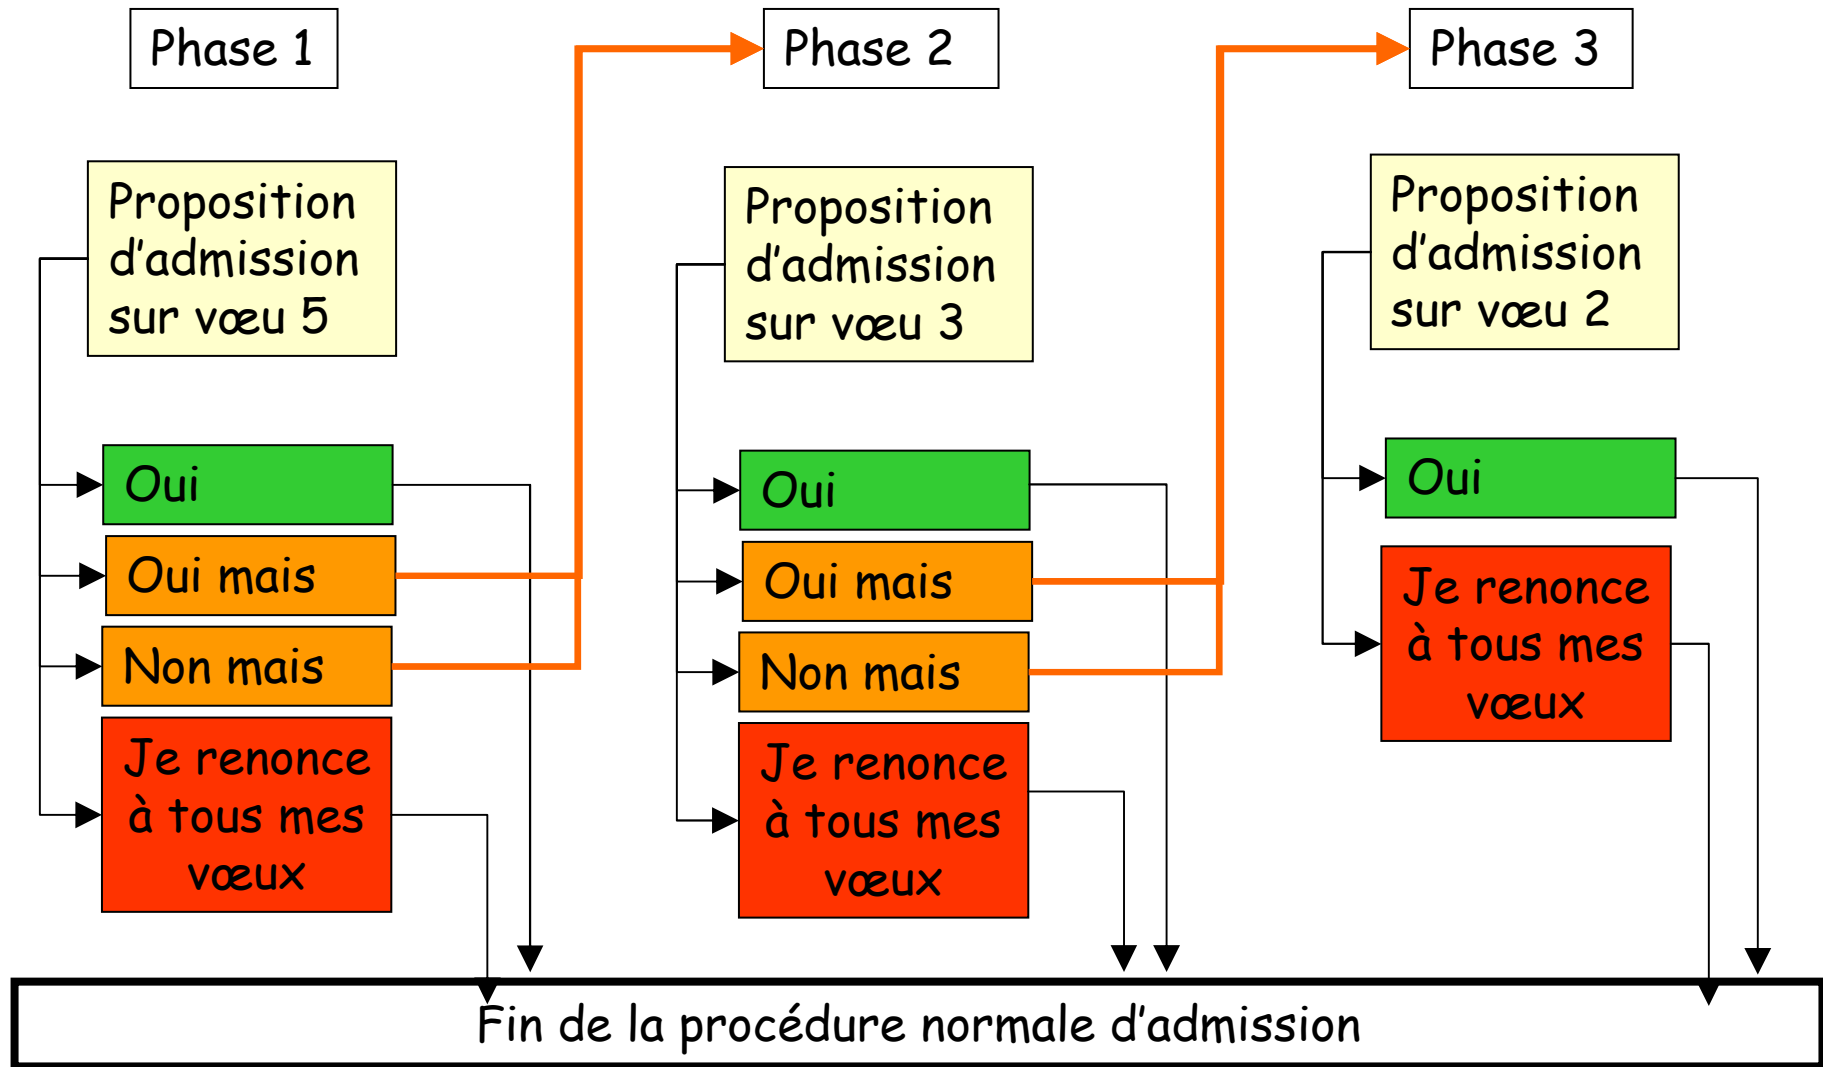 Phase 1
Phase 2
Phase 3
Proposition
d'admission
sur vœu 5
Oui
Oui mais
Non mais
Je renonce
à tous mes
vœux
Proposition
d'admission
sur vœu 3
Oui
Oui mais
Non mais
Je renonce
à tous mes
vœux
Proposition
d'admission
sur vœu 2
Oui
Je renonce
à tous mes
vœux
Fin de la procédure normale d'admission